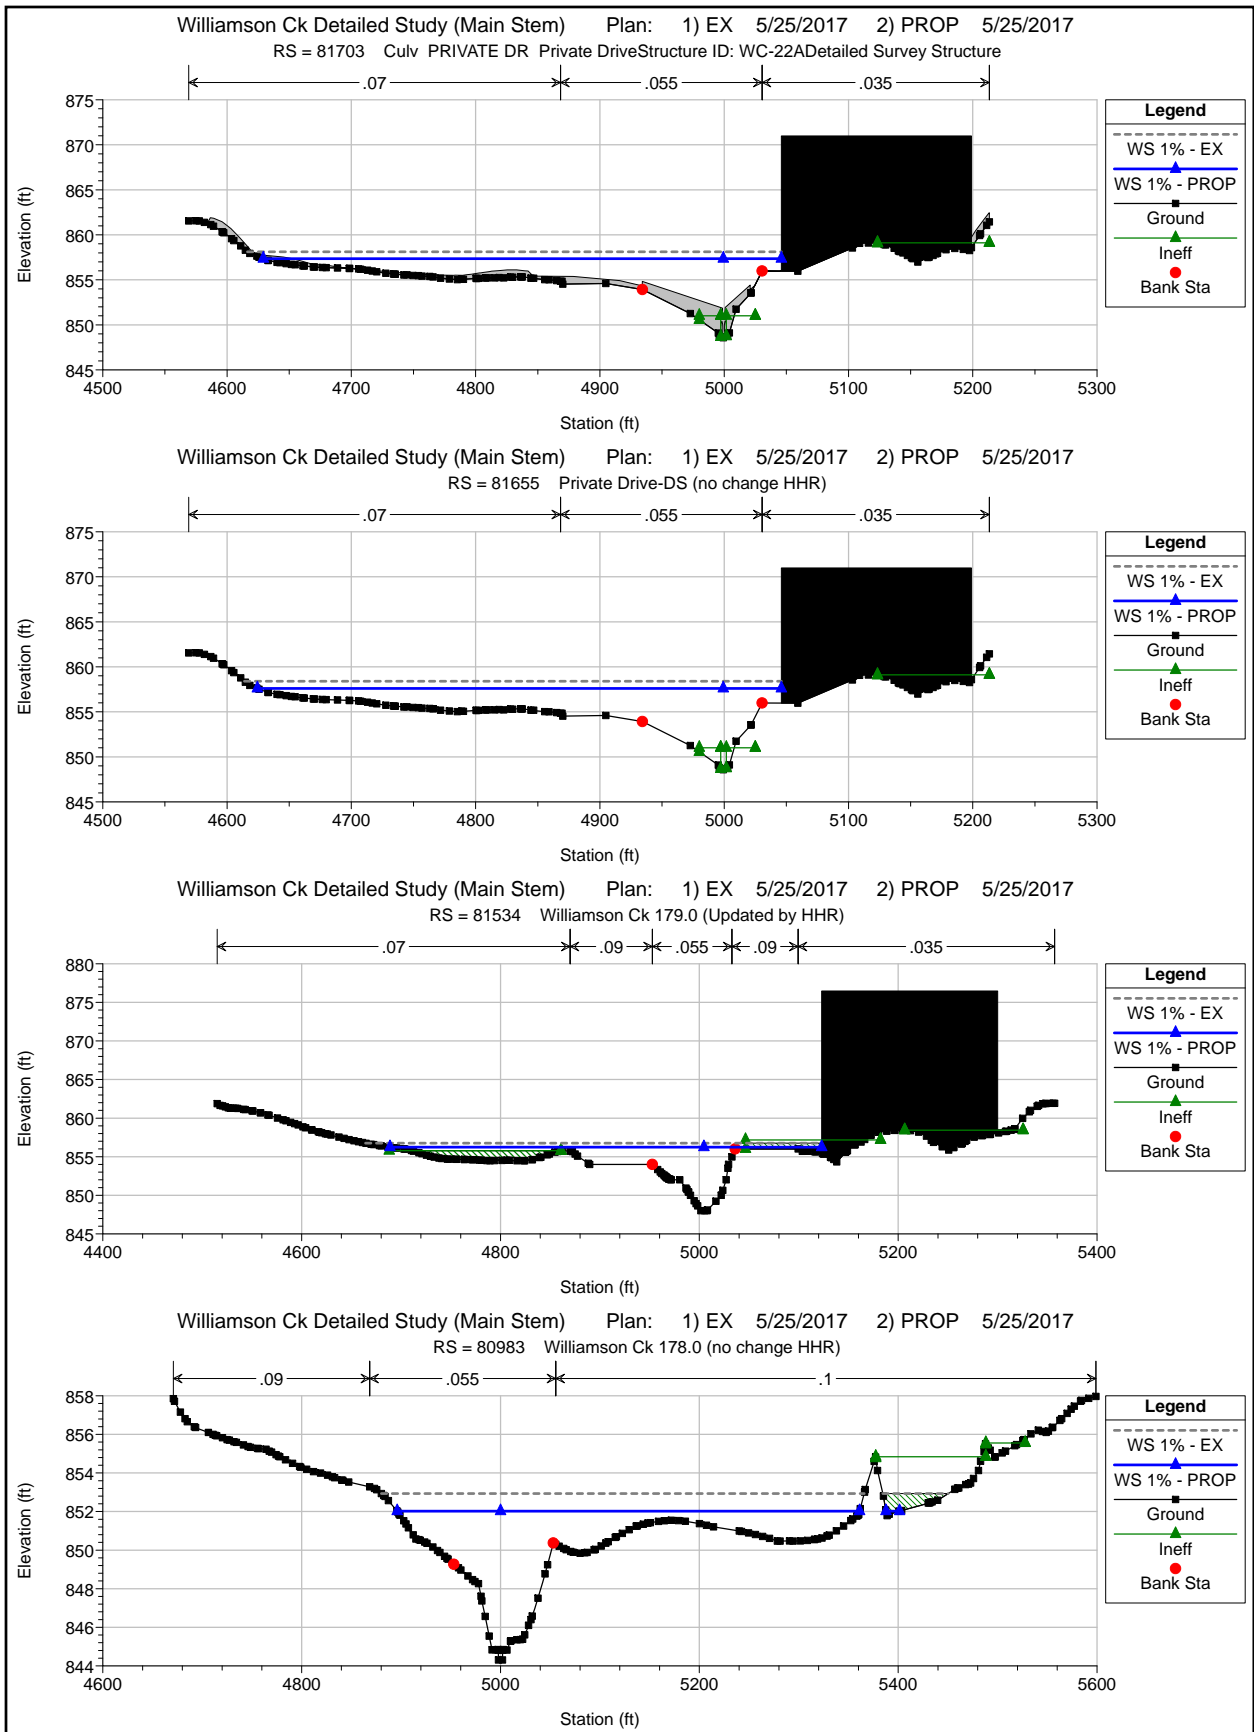 Williamson Ck Detailed Study (Main Stem) Plan: 1) EX 5/25/2017 2) PROP 5/25/2017
RS = 81703 Culv PRIVATE DR Private DriveStructure ID: WC-22ADetailed Survey Structure
.07 .055 .035
875
870
865
860
855
850
845
Elevation (ft)
4500 4600 4700 4800 4900 5000 5100 5200 5300
Station (ft)
Legend
WS 1% - EX
WS 1% - PROP
Ground
Ineff
Bank Sta
Williamson Ck Detailed Study (Main Stem) Plan: 1) EX 5/25/2017 2) PROP 5/25/2017
RS = 81655 Private Drive-DS (no change HHR)
.07 .055 .035
875
870
865
860
855
850
845
Elevation (ft)
4500 4600 4700 4800 4900 5000 5100 5200 5300
Station (ft)
Legend
WS 1% - EX
WS 1% - PROP
Ground
Ineff
Bank Sta
Williamson Ck Detailed Study (Main Stem) Plan: 1) EX 5/25/2017 2) PROP 5/25/2017
RS = 81534 Williamson Ck 179.0 (Updated by HHR)
.07 .09 .055 .09 .035
880
875
870
865
860
855
850
845
Elevation (ft)
4400 4600 4800 5000 5200 5400
Station (ft)
Legend
WS 1% - EX
WS 1% - PROP
Ground
Ineff
Bank Sta
Williamson Ck Detailed Study (Main Stem) Plan: 1) EX 5/25/2017 2) PROP 5/25/2017
RS = 80983 Williamson Ck 178.0 (no change HHR)
.09 .055 .1
858
856
854
852
850
848
846
844
Elevation (ft)
4600 4800 5000 5200 5400 5600
Station (ft)
Legend
WS 1% - EX
WS 1% - PROP
Ground
Ineff
Bank Sta